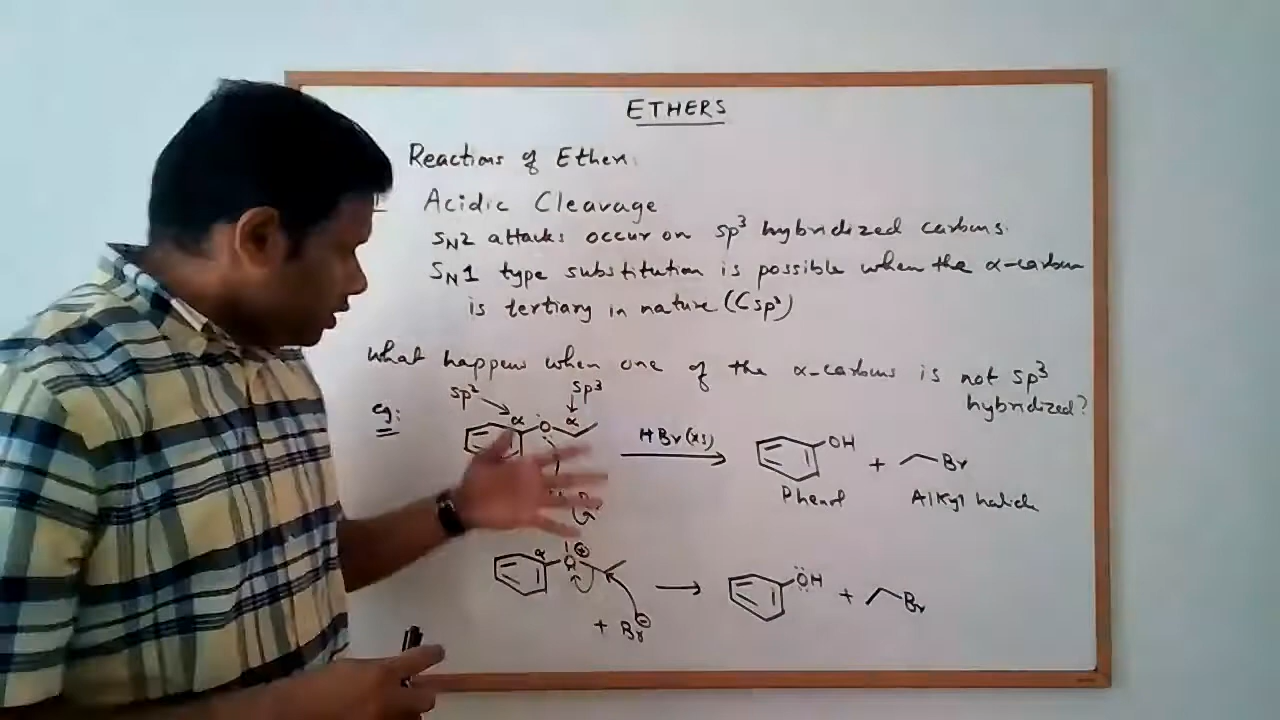 ETHERS
Reactions of Ethers:
Acidic Cleavage
SN2 attacks occur on sp3 hybridized carbons.
SN1 type substitution is possible when the α-carbon
is tertiary in nature (Csp3)
What happens when one of the α-carbons is not sp3
hybridized?
eg:
sp2 sp3
α O α
HBr(xs)
OH + Br
Phenol Alkyl halide
α O ⊕
OH + Br
+ Br ⊖